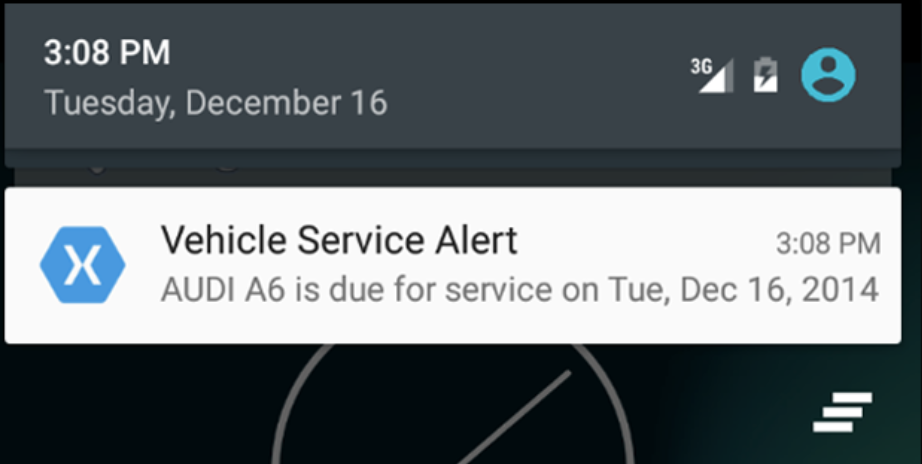 3:08 PM
Tuesday, December 16
3G
X
Vehicle Service Alert
3:08 PM
AUDI A6 is due for service on Tue, Dec 16, 2014